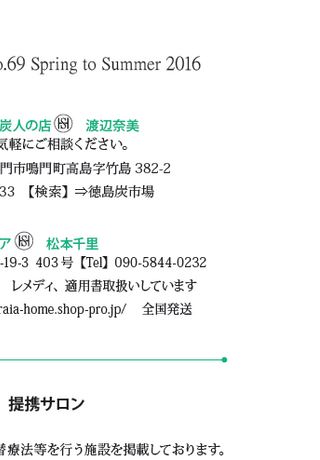 o.69 Spring to Summer 2016
炭人の店 渡辺奈美
気軽にご相談ください。
門市鳴門町高島字竹島 382-2
33 【検索】⇒徳島炭市場
ア 松本千里
-19-3 403号【Tel】090-5844-0232
レメディ、適用書取扱いしています
raia-home.shop-pro.jp/ 全国発送
提携サロン
替療法等を行う施設を掲載しております。